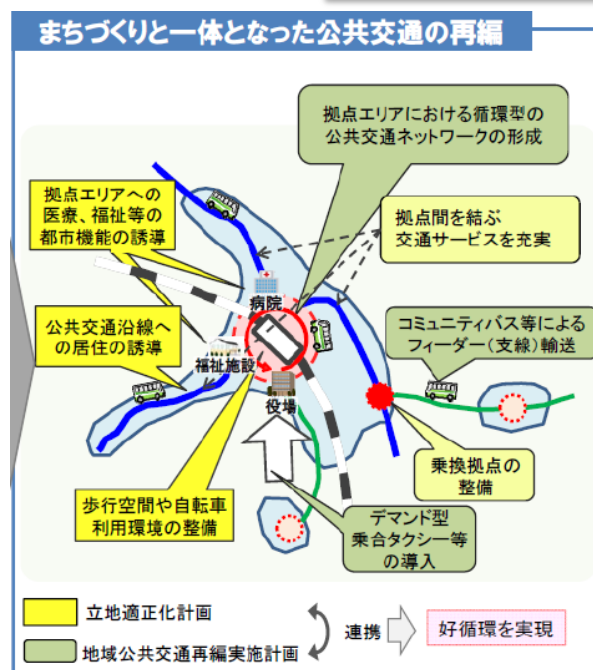 まちづくりと一体となった公共交通の再編
拠点エリアにおける循環型の
公共交通ネットワークの形成
拠点エリアへの
医療、福祉等の
都市機能の誘導
拠点間を結ぶ
交通サービスを充実
病院
公共交通沿線へ
の居住の誘導
コミュニティバス等による
フィーダー(支線)輸送
福祉施設
役場
乗換拠点の
整備
歩行空間や自転車
利用環境の整備
デマンド型
乗合タクシー等
の導入
立地適正化計画
地域公共交通再編実施計画
連携
好循環を実現